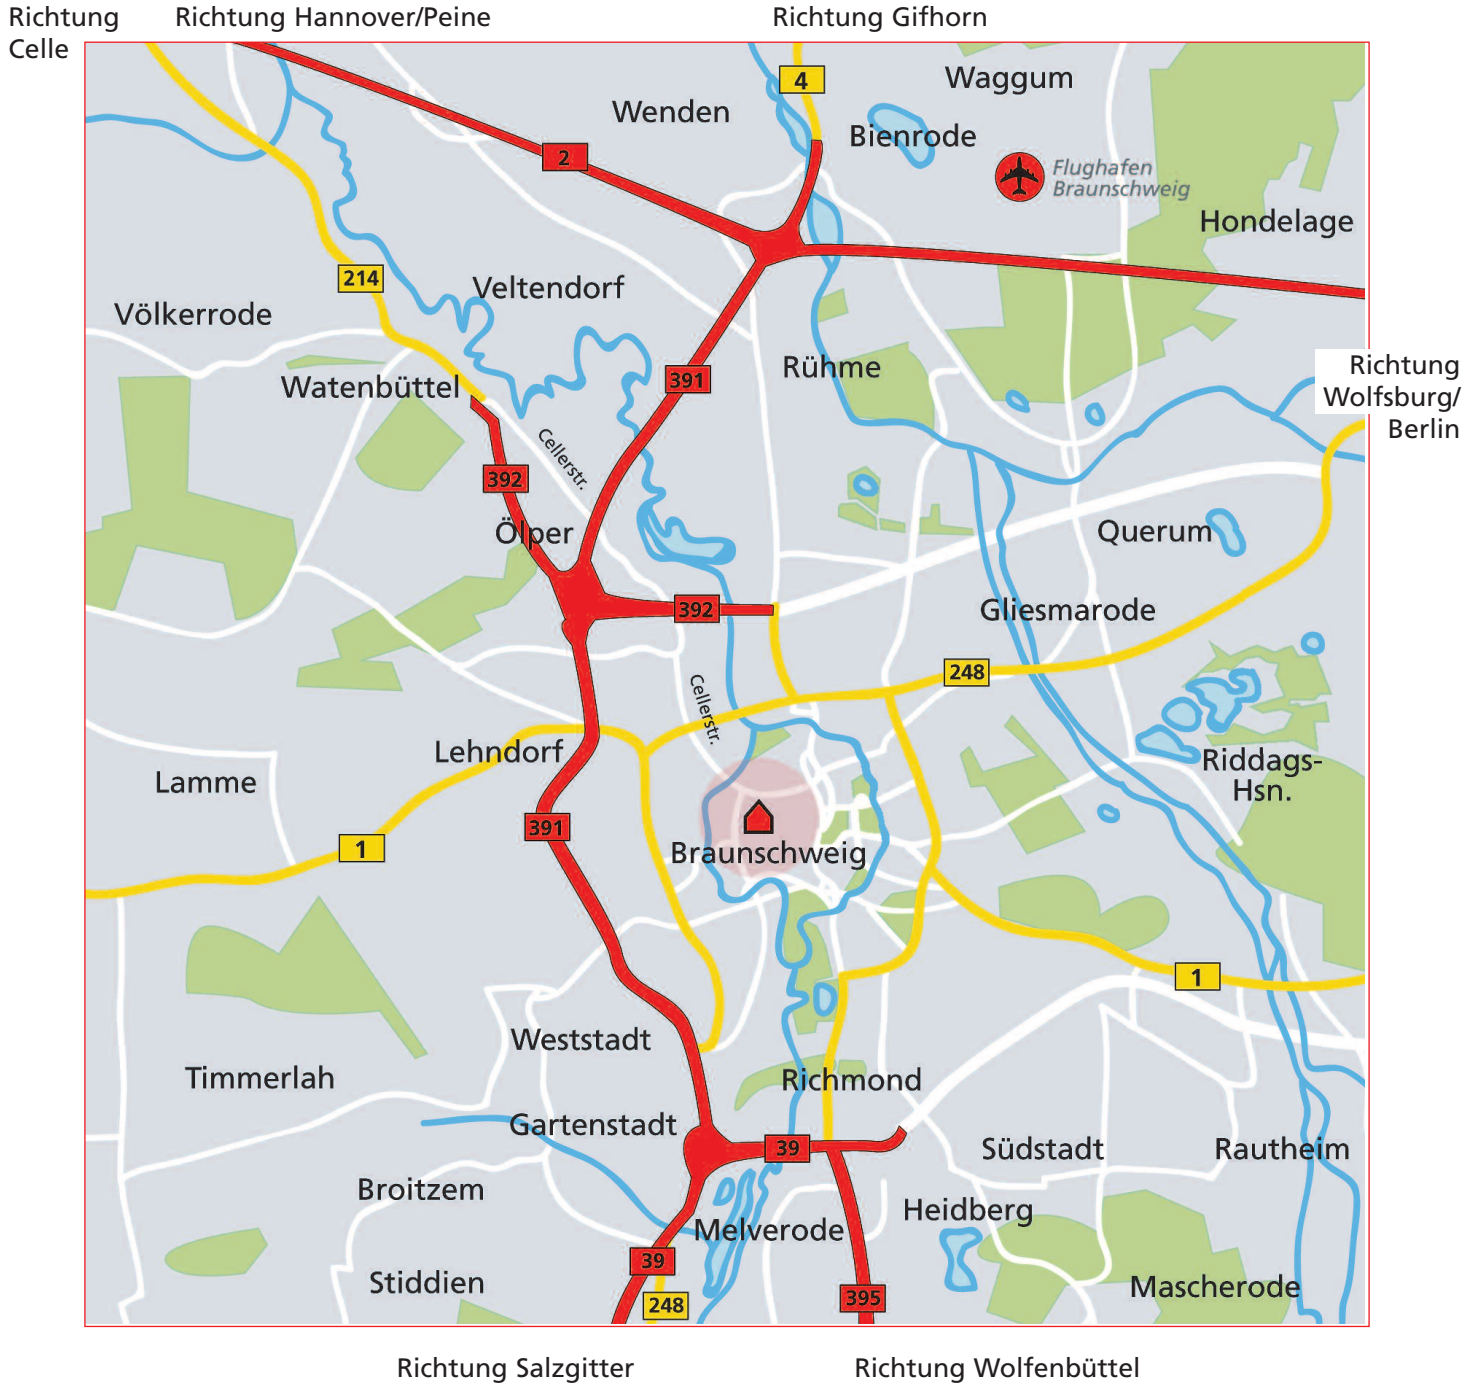 Richtung
Celle
Richtung Hannover/Peine
Richtung Gifhorn
4
Waggum
Wenden
Bienrode
2
Flughafen
Braunschweig
Hondelage
214
Veltendorf
Völkerrode
Rühme
391
Richtung
Wolfsburg/
Berlin
Watenbüttel
Cellerstr.
392
Ölper
Querum
392
Gliesmarode
248
Cellerstr.
Lehndorf
Lamme
Riddags-
Hsn.
391
1
Braunschweig
1
Weststadt
Timmerlah
Richmond
Gartenstadt
39
Südstadt
Rautheim
Broitzem
Heidberg
Melverode
39
Stiddien
248
395
Mascherode
Richtung Salzgitter
Richtung Wolfenbüttel